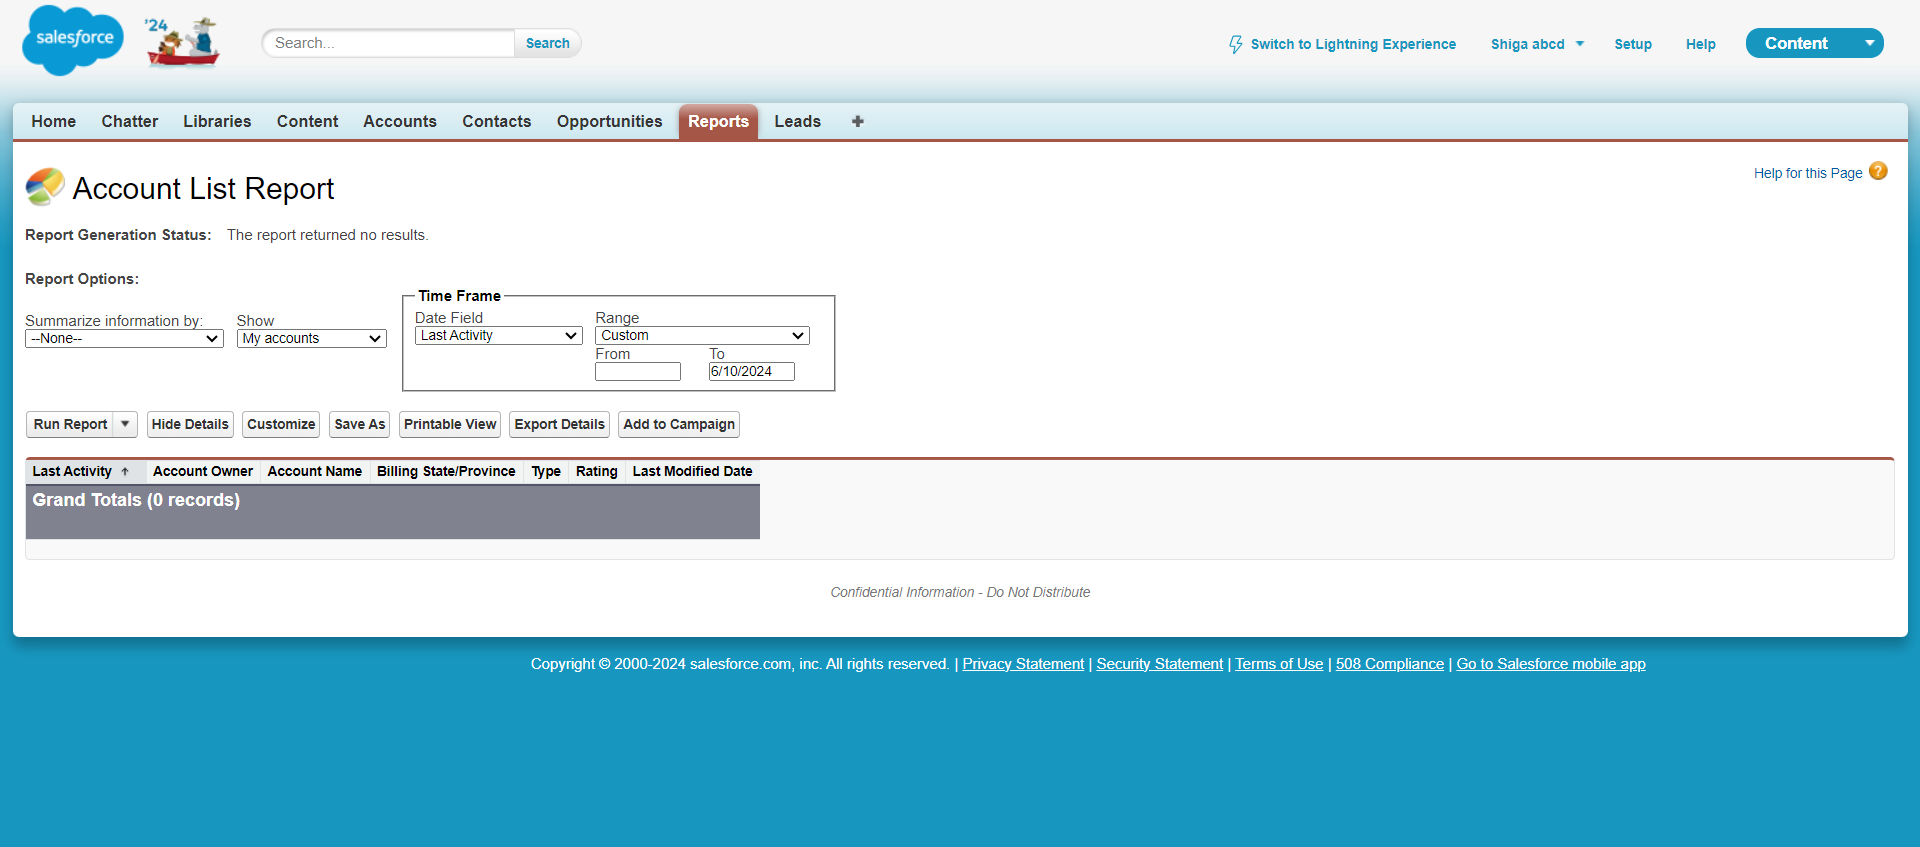 salesforce
'24
Search...
Search
Switch to Lightning Experience
Shiga abcd
Setup
Help
Content
Home
Chatter
Libraries
Content
Accounts
Contacts
Opportunities
Reports
Leads
+
Account List Report
Help for this Page
?
Report Generation Status: The report returned no results.
Report Options:
Time Frame
Summarize information by:
--None--
Show
My accounts
Date Field
Last Activity
Range
Custom
From
To
6/10/2024
Run Report
Hide Details
Customize
Save As
Printable View
Export Details
Add to Campaign
Last Activity
Account Owner
Account Name
Billing State/Province
Type
Rating
Last Modified Date
Grand Totals (0 records)
Confidential Information - Do Not Distribute
Copyright © 2000-2024 salesforce.com, inc. All rights reserved. | Privacy Statement | Security Statement | Terms of Use | 508 Compliance | Go to Salesforce mobile app